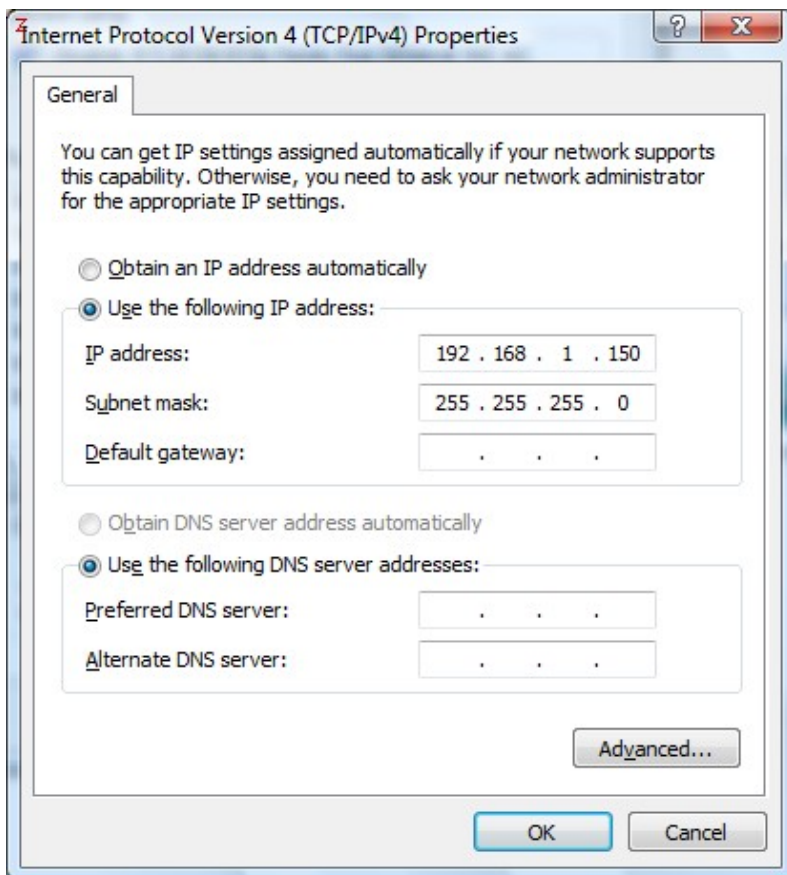 Internet Protocol Version 4 (TCP/IPv4) Properties
General
You can get IP settings assigned automatically if your network supports
this capability. Otherwise, you need to ask your network administrator
for the appropriate IP settings.
Obtain an IP address automatically
Use the following IP address:
IP address: 192 . 168 . 1 . 150
Subnet mask: 255 . 255 . 255 . 0
Default gateway: . . .
Obtain DNS server address automatically
Use the following DNS server addresses:
Preferred DNS server: . . .
Alternate DNS server: . . .
Advanced...
OK Cancel